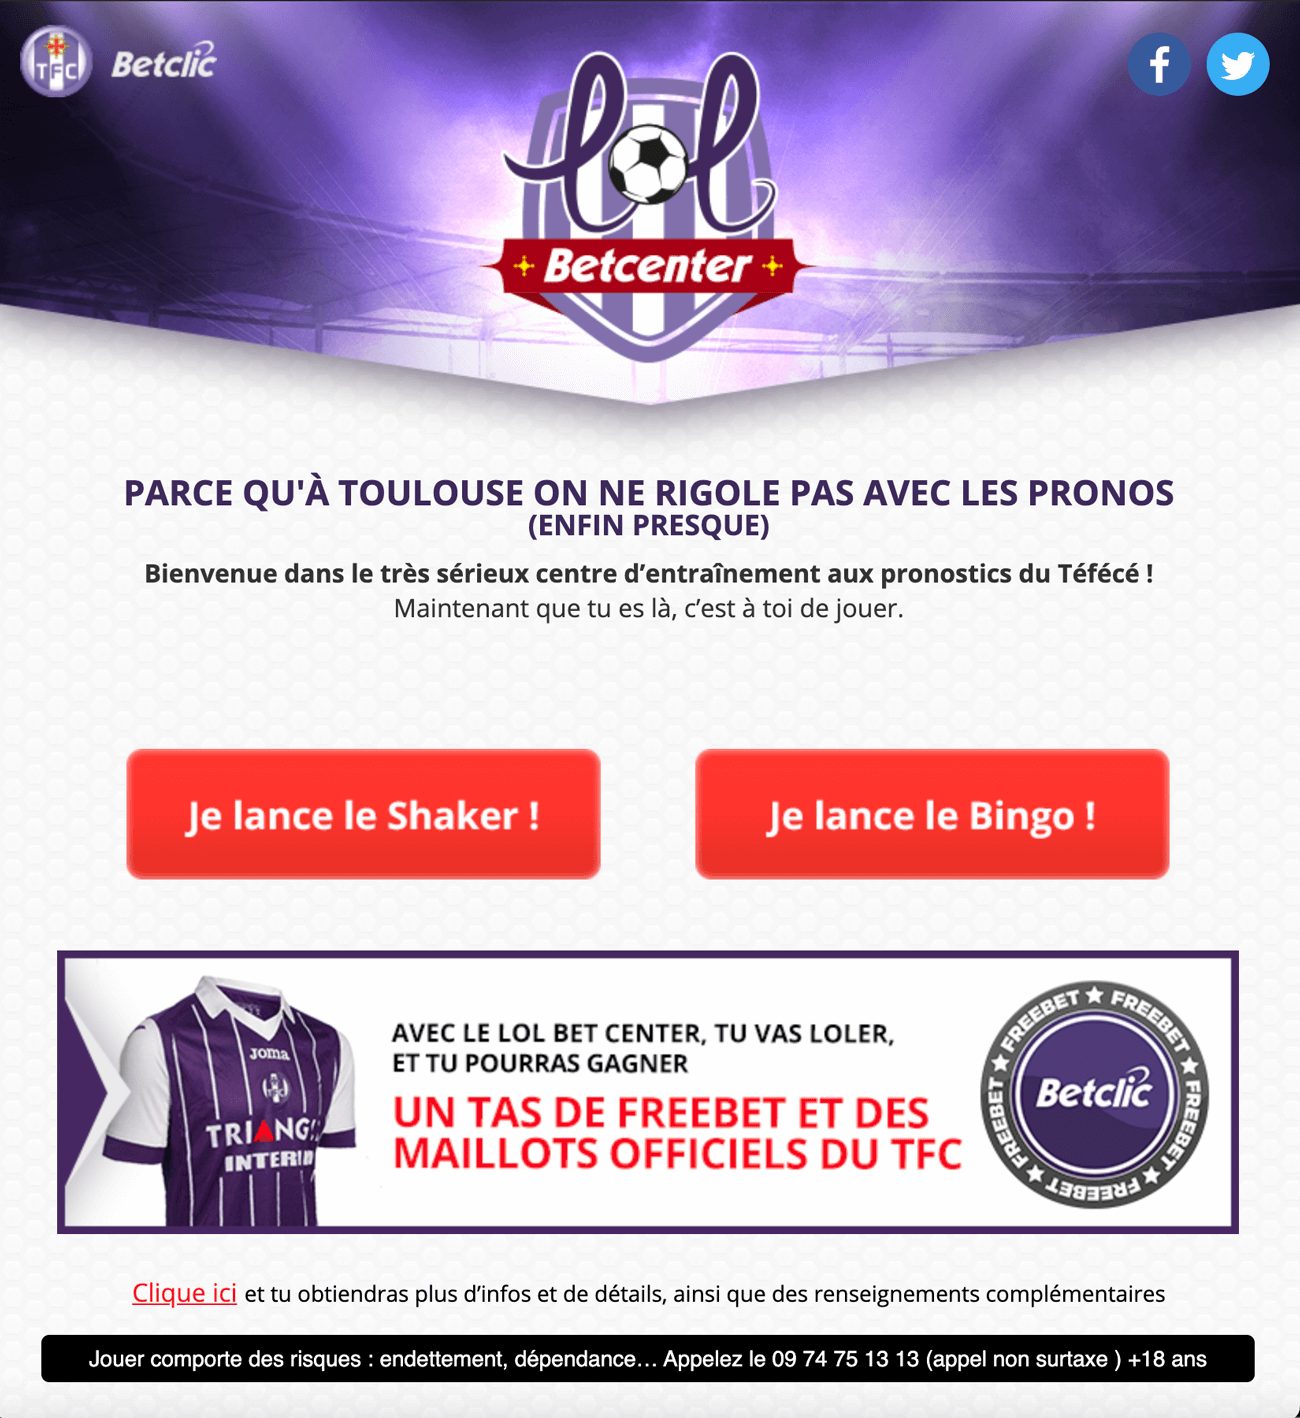 TFC
Betclic
lol
Betcenter
PARCE QU'À TOULOUSE ON NE RIGOLE PAS AVEC LES PRONOS
(ENFIN PRESQUE)
Bienvenue dans le très sérieux centre d’entraînement aux pronostics du Téfécé !
Maintenant que tu es là, c’est à toi de jouer.
Je lance le Shaker !
Je lance le Bingo !
Joma
TFC
TRIANG
INTERIM
AVEC LE LOL BET CENTER, TU VAS LOLER,
ET TU POURRAS GAGNER
UN TAS DE FREEBET ET DES
MAILLOTS OFFICIELS DU TFC
FREEBET ★ FREEBET ★ FREEBET ★ FREEBET ★ FREEBET ★
Betclic
Clique ici et tu obtiendras plus d’infos et de détails, ainsi que des renseignements complémentaires
Jouer comporte des risques : endettement, dépendance… Appelez le 09 74 75 13 13 (appel non surtaxe ) +18 ans